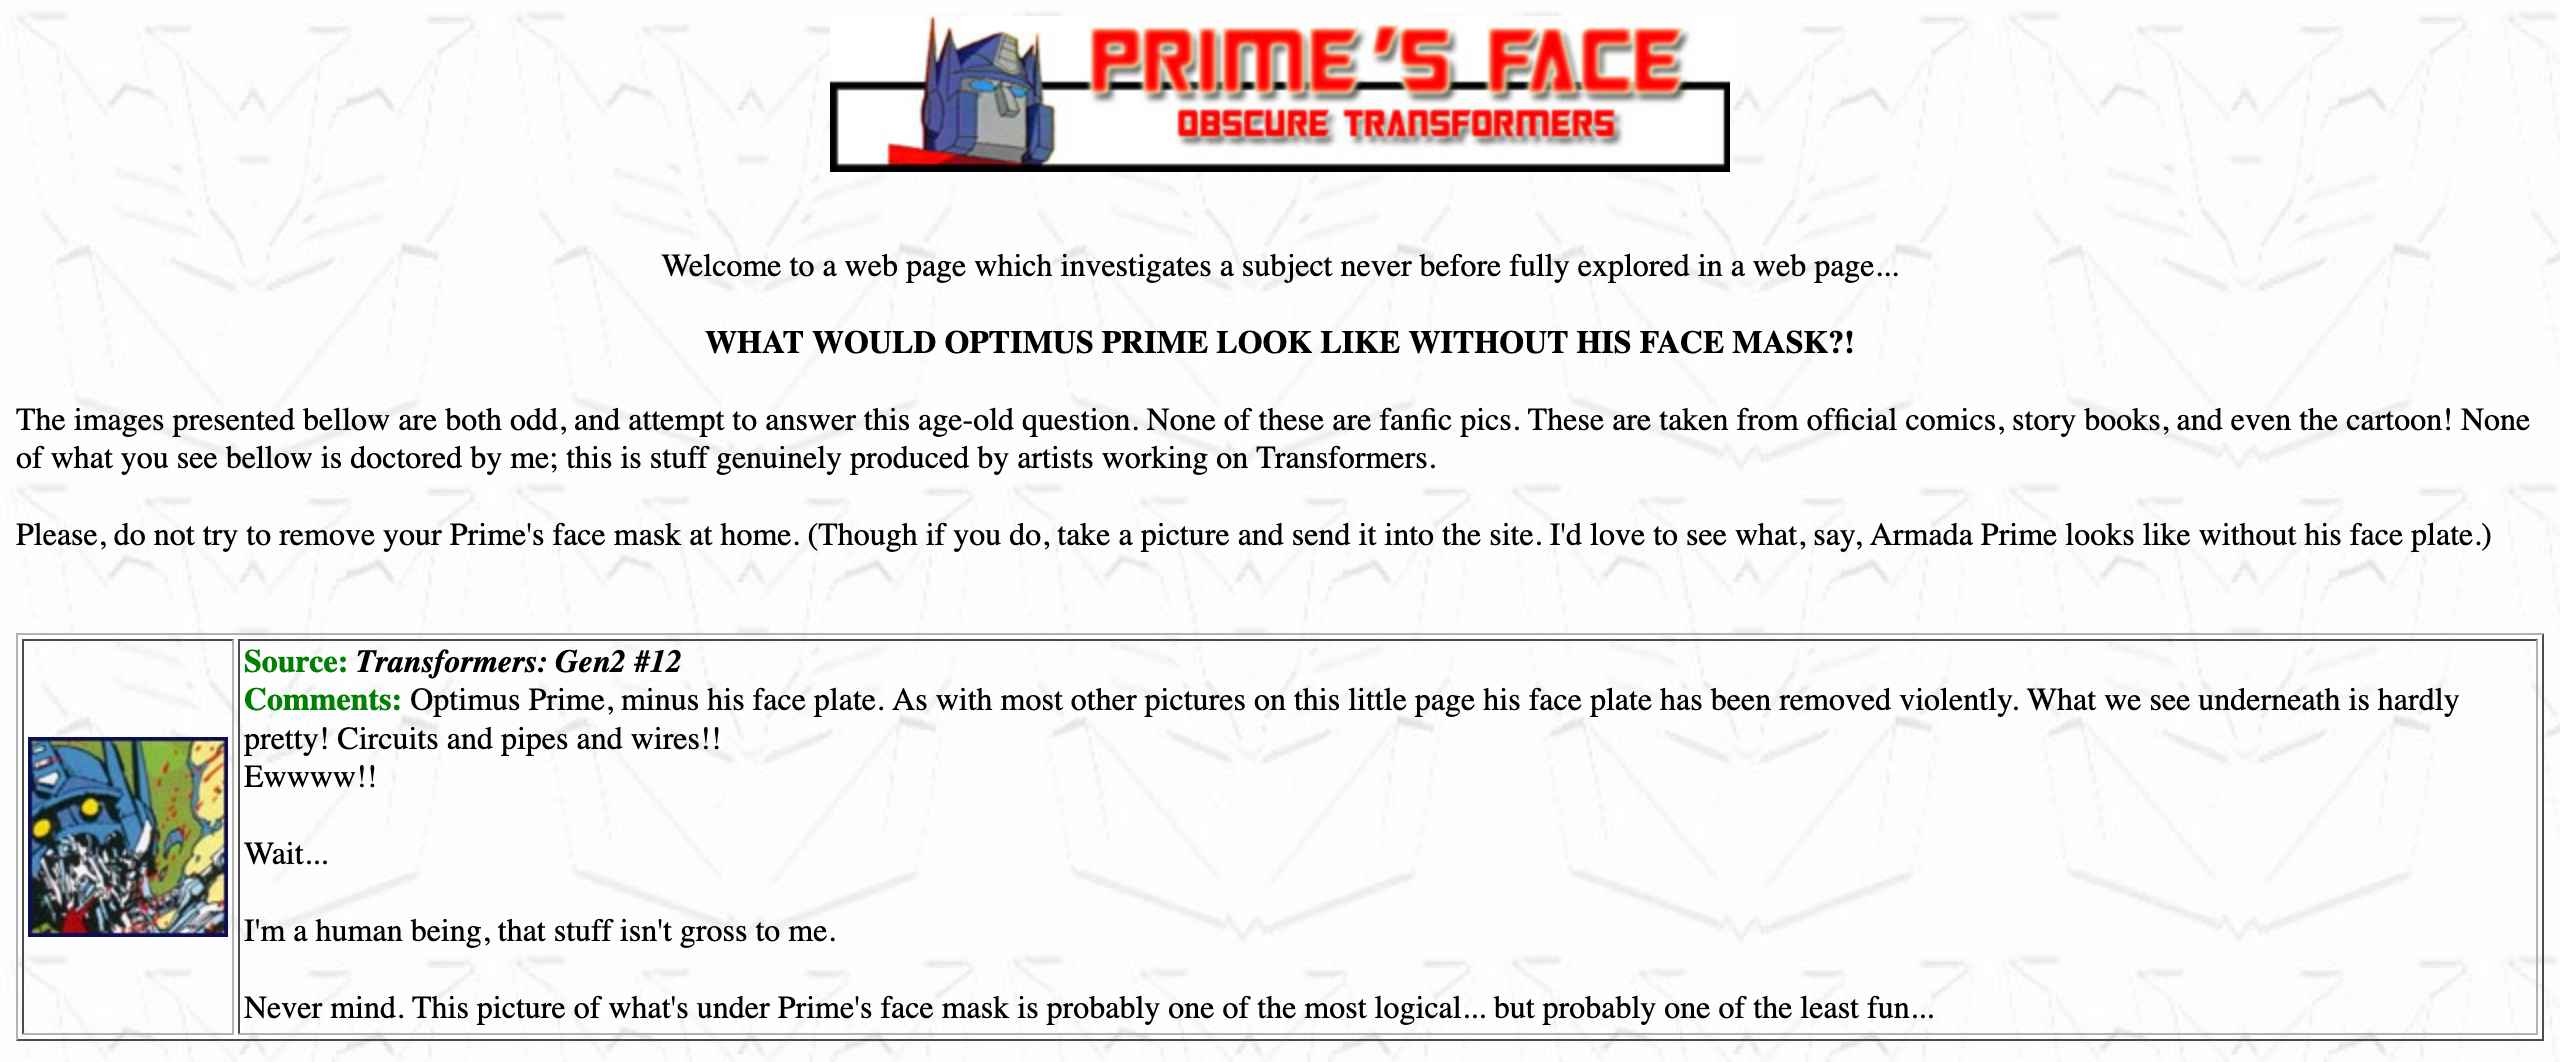 PRIME'S FACE
OBSCURE TRANSFORMERS
Welcome to a web page which investigates a subject never before fully explored in a web page...
WHAT WOULD OPTIMUS PRIME LOOK LIKE WITHOUT HIS FACE MASK?!
The images presented bellow are both odd, and attempt to answer this age-old question. None of these are fanfic pics. These are taken from official comics, story books, and even the cartoon! None
of what you see bellow is doctored by me; this is stuff genuinely produced by artists working on Transformers.
Please, do not try to remove your Prime's face mask at home. (Though if you do, take a picture and send it into the site. I'd love to see what, say, Armada Prime looks like without his face plate.)
Source: Transformers: Gen2 #12
Comments: Optimus Prime, minus his face plate. As with most other pictures on this little page his face plate has been removed violently. What we see underneath is hardly
pretty! Circuits and pipes and wires!!
Ewwww!!
Wait...
I'm a human being, that stuff isn't gross to me.
Never mind. This picture of what's under Prime's face mask is probably one of the most logical... but probably one of the least fun...